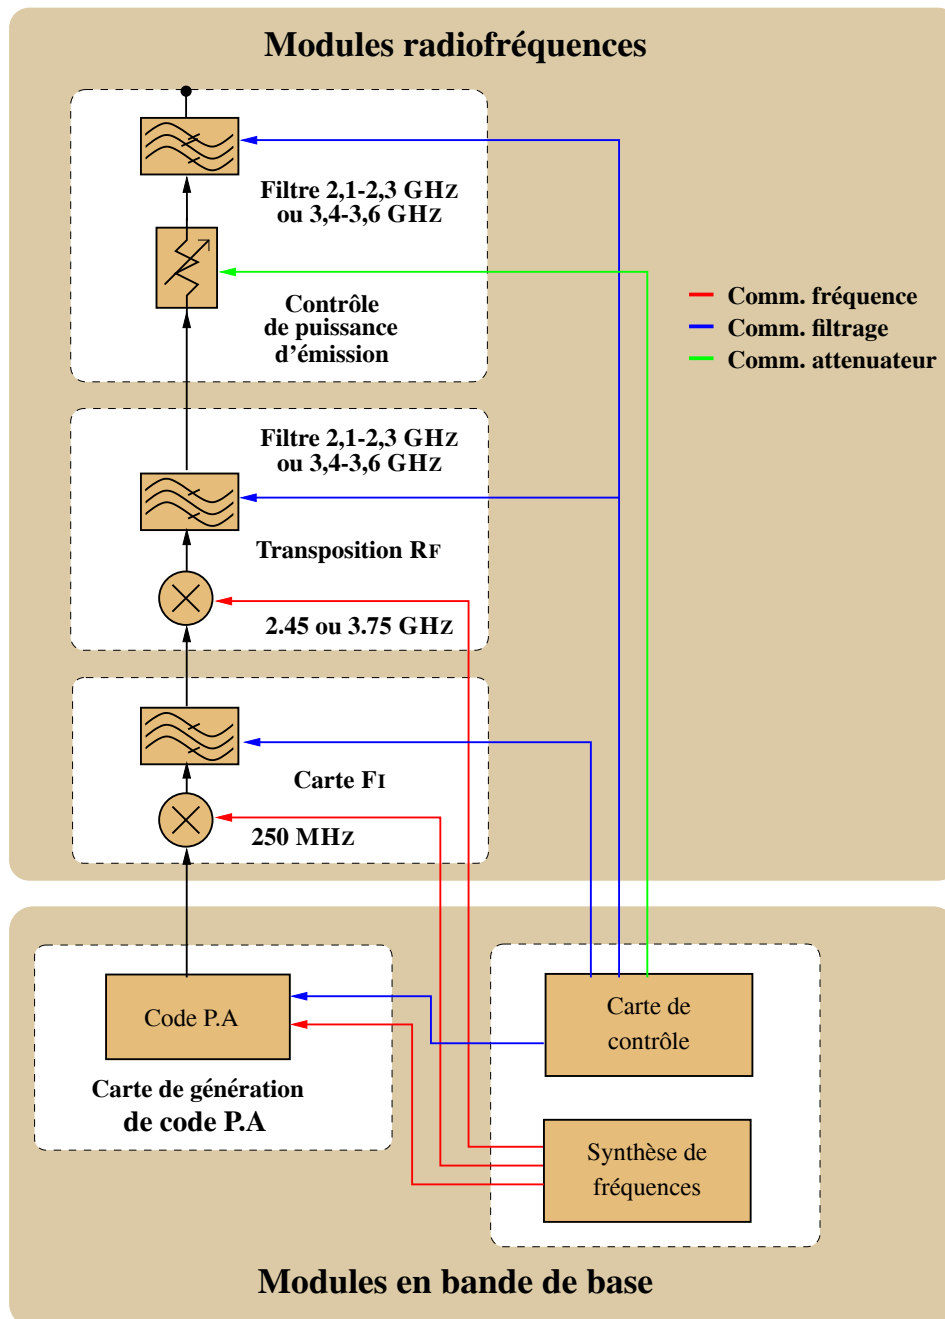 Modules radiofréquences
Filtre 2,1-2,3 GHZ
ou 3,4-3,6 GHZ
Contrôle
de puissance
d'émission
Comm. fréquence
Comm. filtrage
Comm. attenuateur
Filtre 2,1-2,3 GHZ
ou 3,4-3,6 GHZ
Transposition RF
2.45 ou 3.75 GHZ
Carte FI
250 MHZ
Code P.A
Carte de génération
de code P.A
Carte de
contrôle
Synthèse de
fréquences
Modules en bande de base